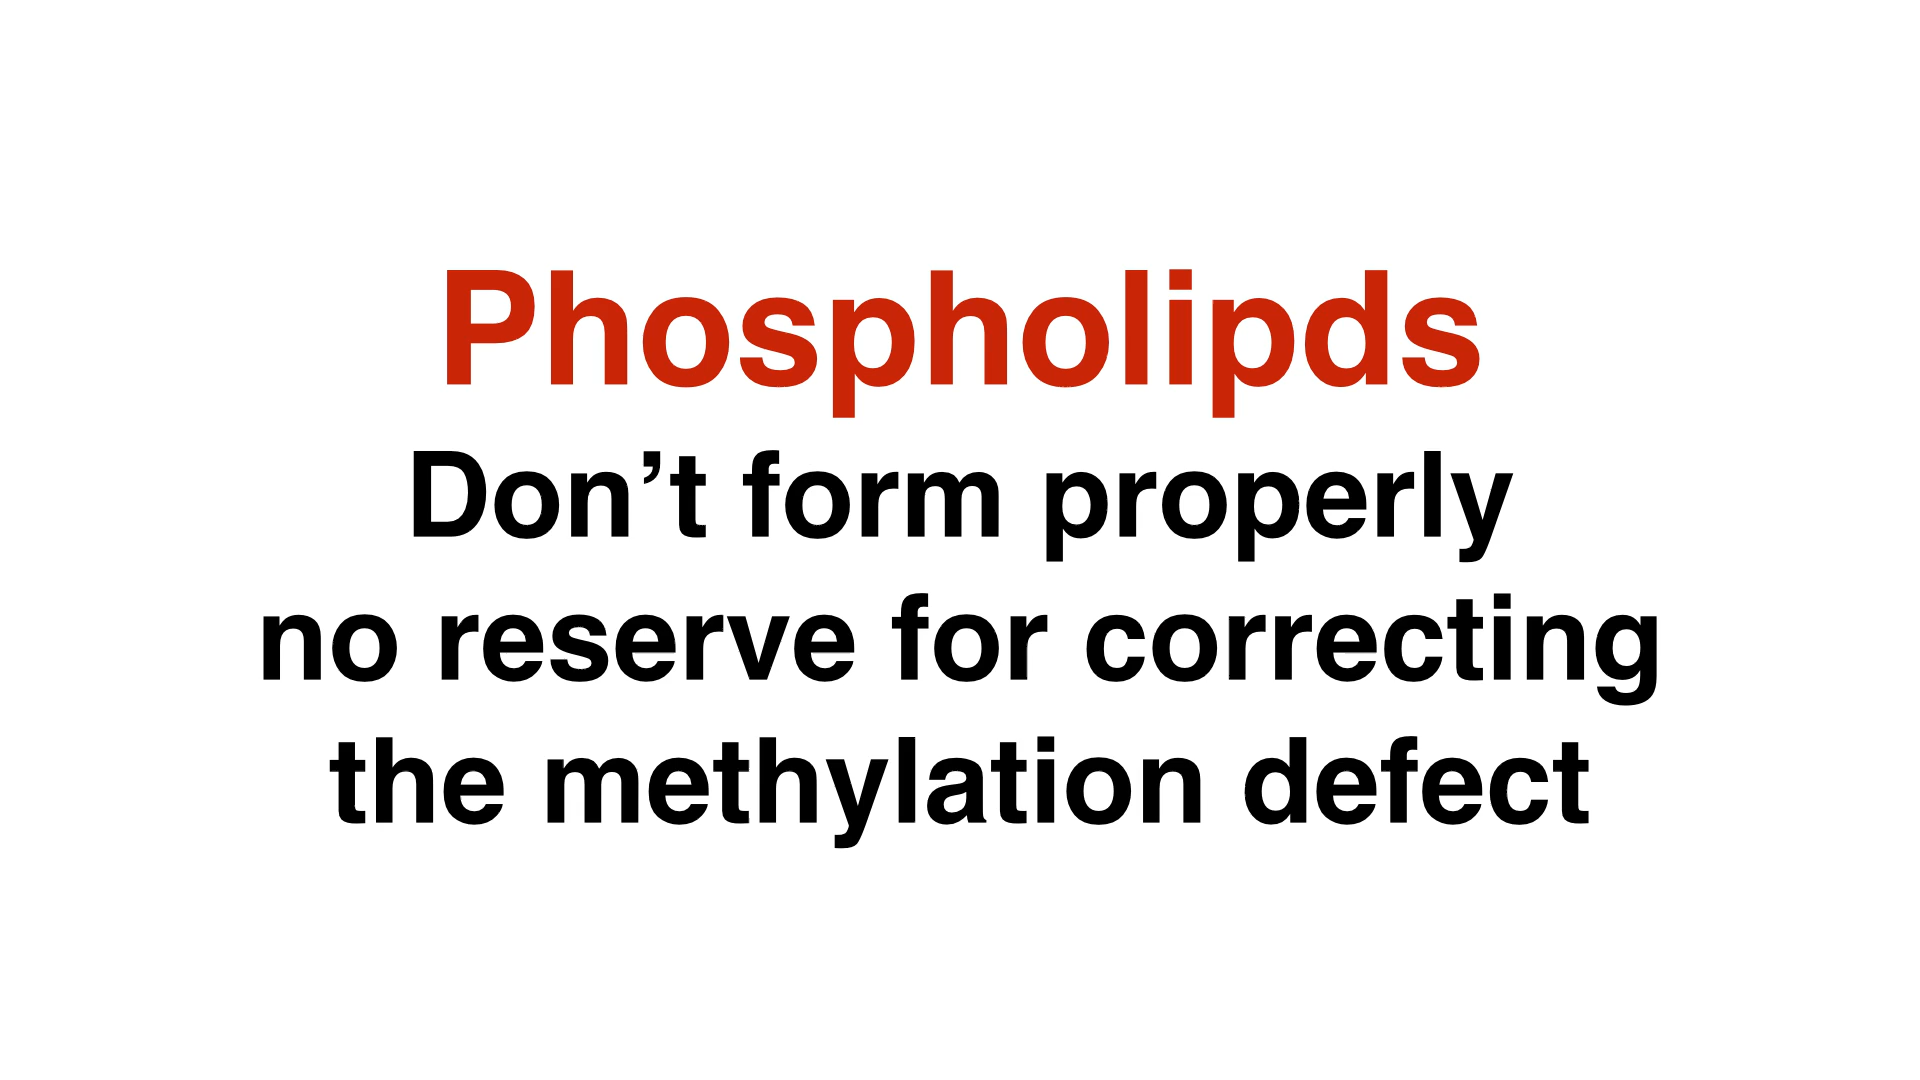 Phospholipds
Don’t form properly
no reserve for correcting
the methylation defect